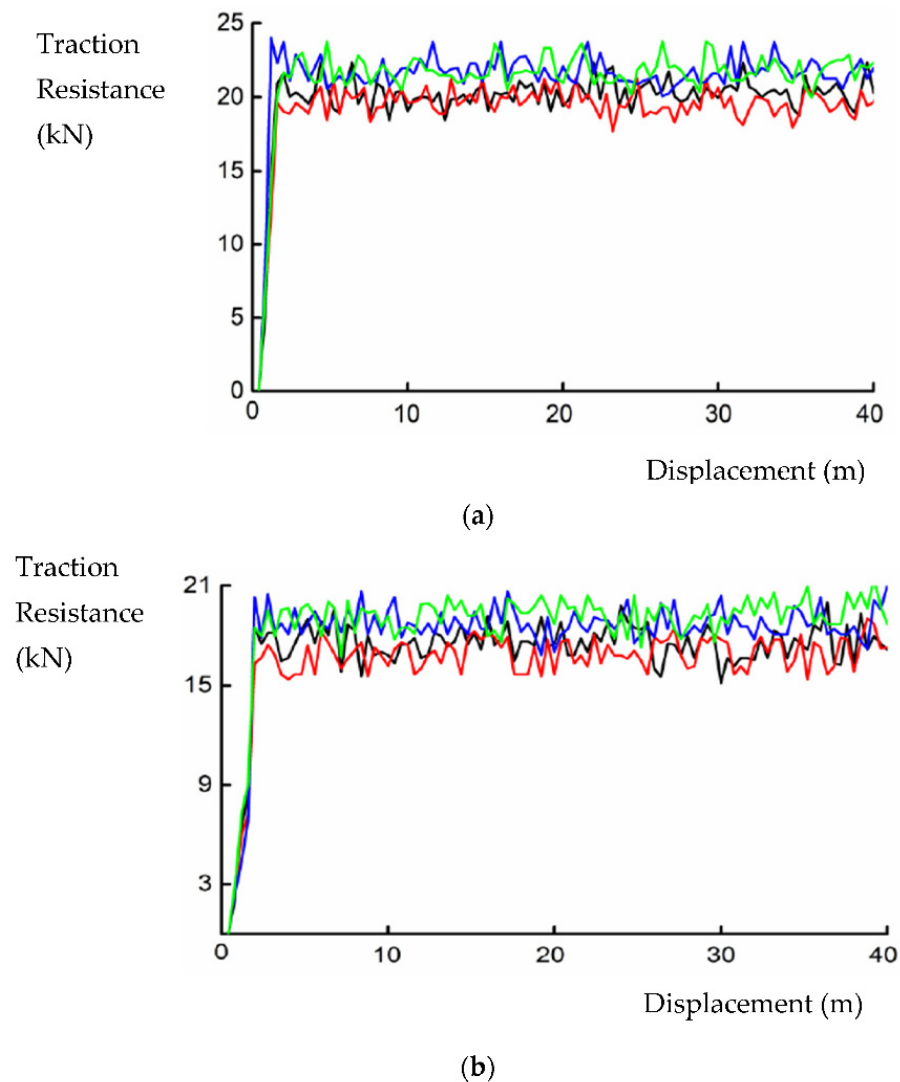 Traction
Resistance
(kN)
25
20
15
10
5
0
0 10 20 30 40
Displacement (m)
(a)
Traction
Resistance
(kN)
21
15
9
3
0 10 20 30 40
Displacement (m)
(b)